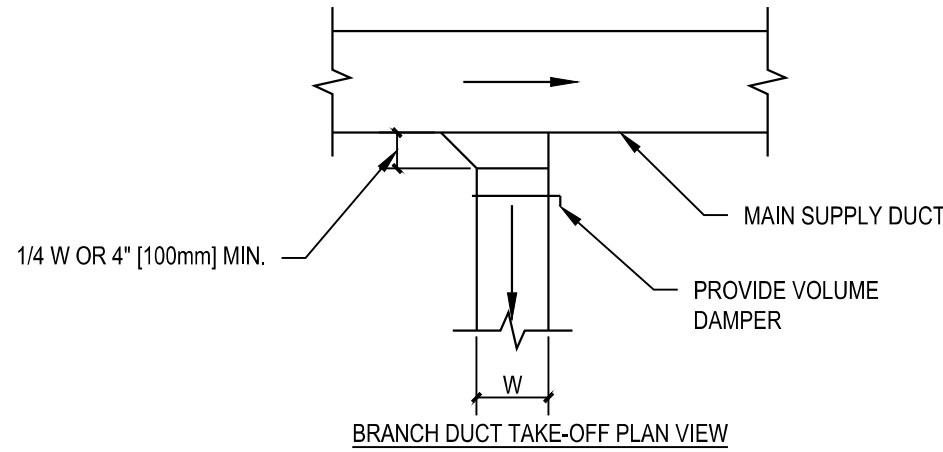 MAIN SUPPLY DUCT
1/4 W OR 4" [100mm] MIN.
PROVIDE VOLUME
DAMPER
W
BRANCH DUCT TAKE-OFF PLAN VIEW